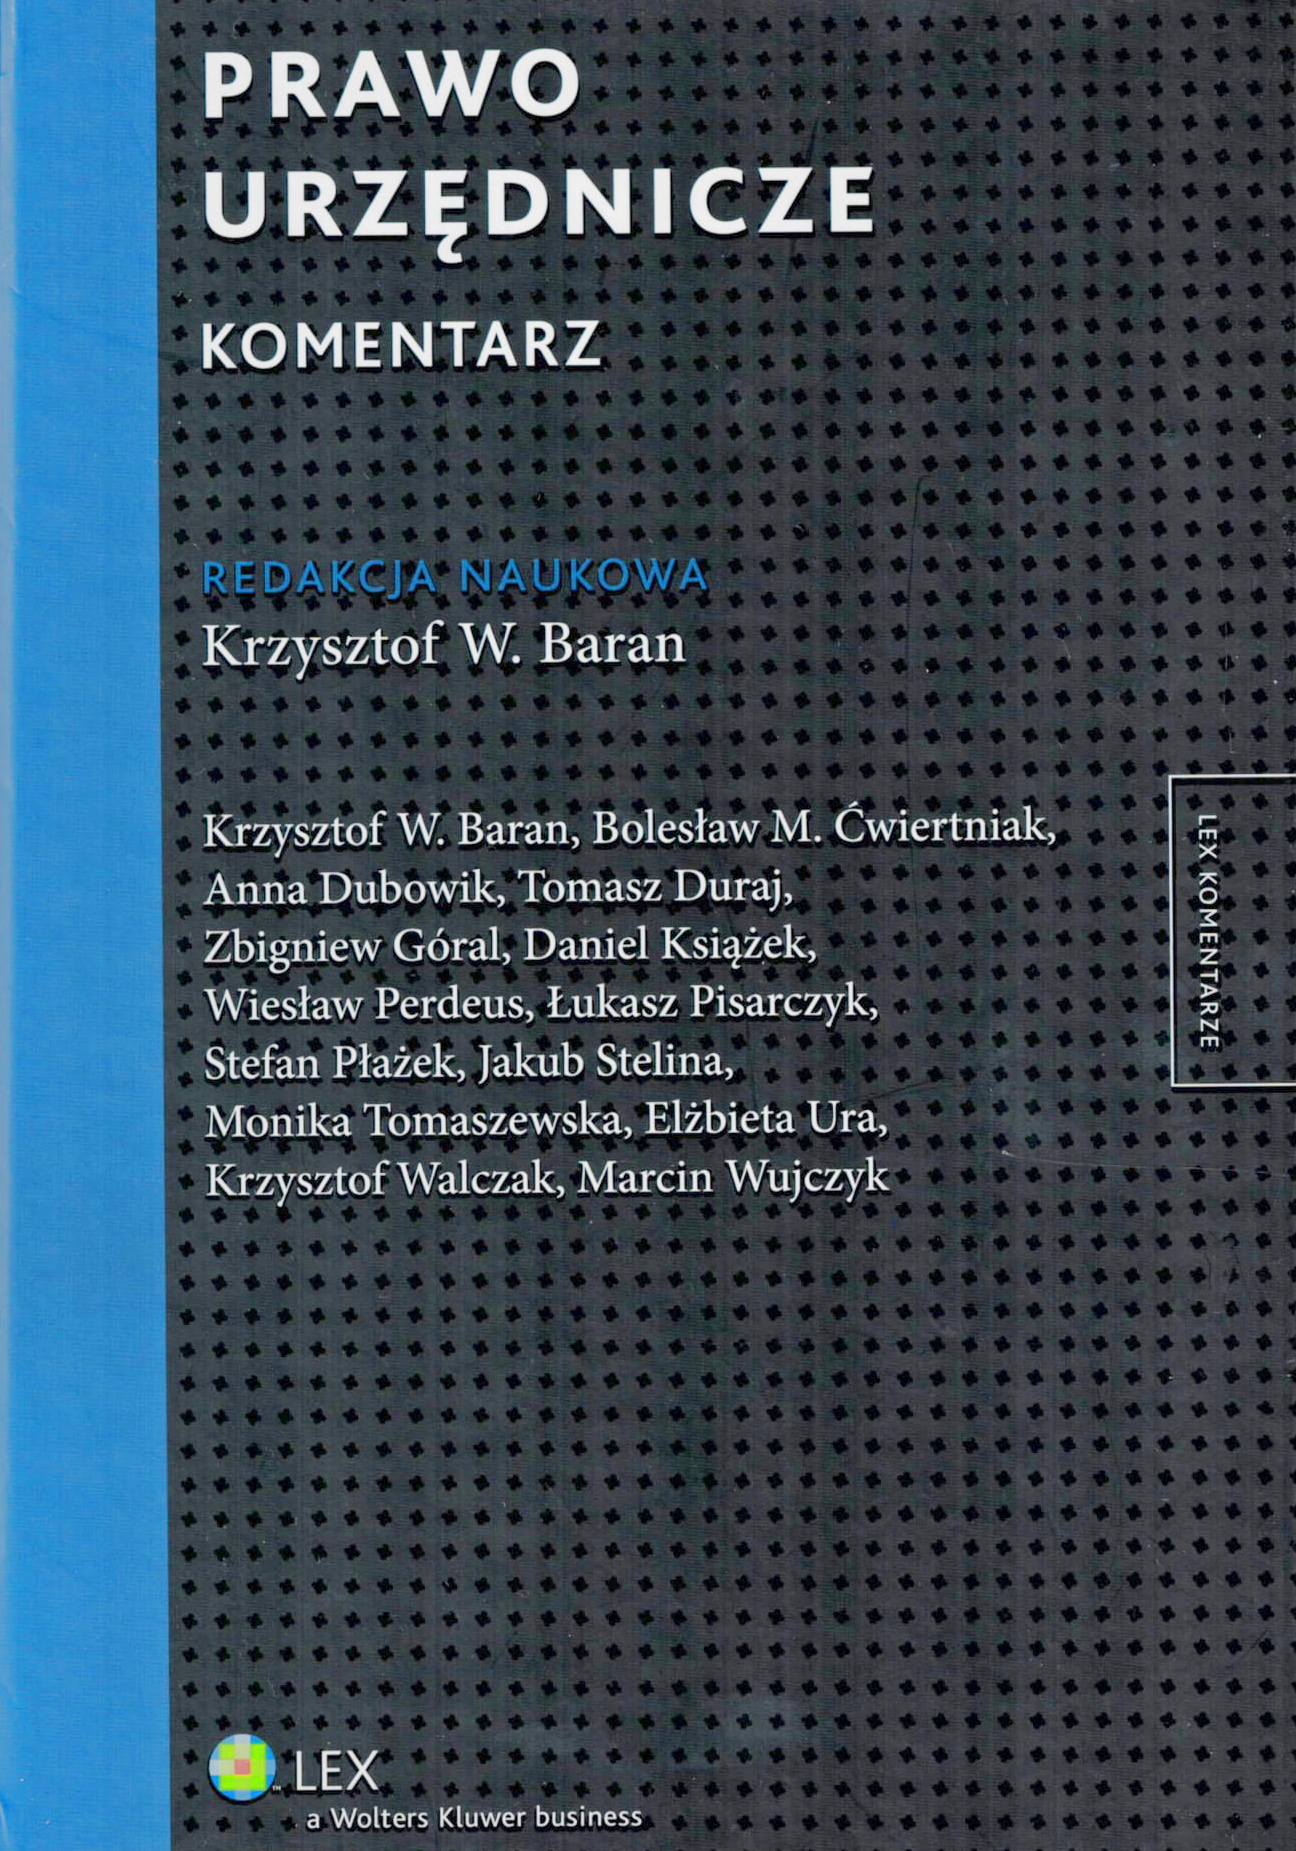 PRAWO
URZĘDNICZE
KOMENTARZ
REDAKCJA NAUKOWA
Krzysztof W. Baran
Krzysztof W. Baran, Bolesław M. Ćwiertniak,
Anna Dubowik, Tomasz Duraj,
Zbigniew Góral, Daniel Książek,
Wiesław Perdeus, Łukasz Pisarczyk,
Stefan Płażek, Jakub Stelina,
Monika Tomaszewska, Elżbieta Ura,
Krzysztof Walczak, Marcin Wujczyk
LEX KOMENTARZE
™ LEX
a Wolters Kluwer business